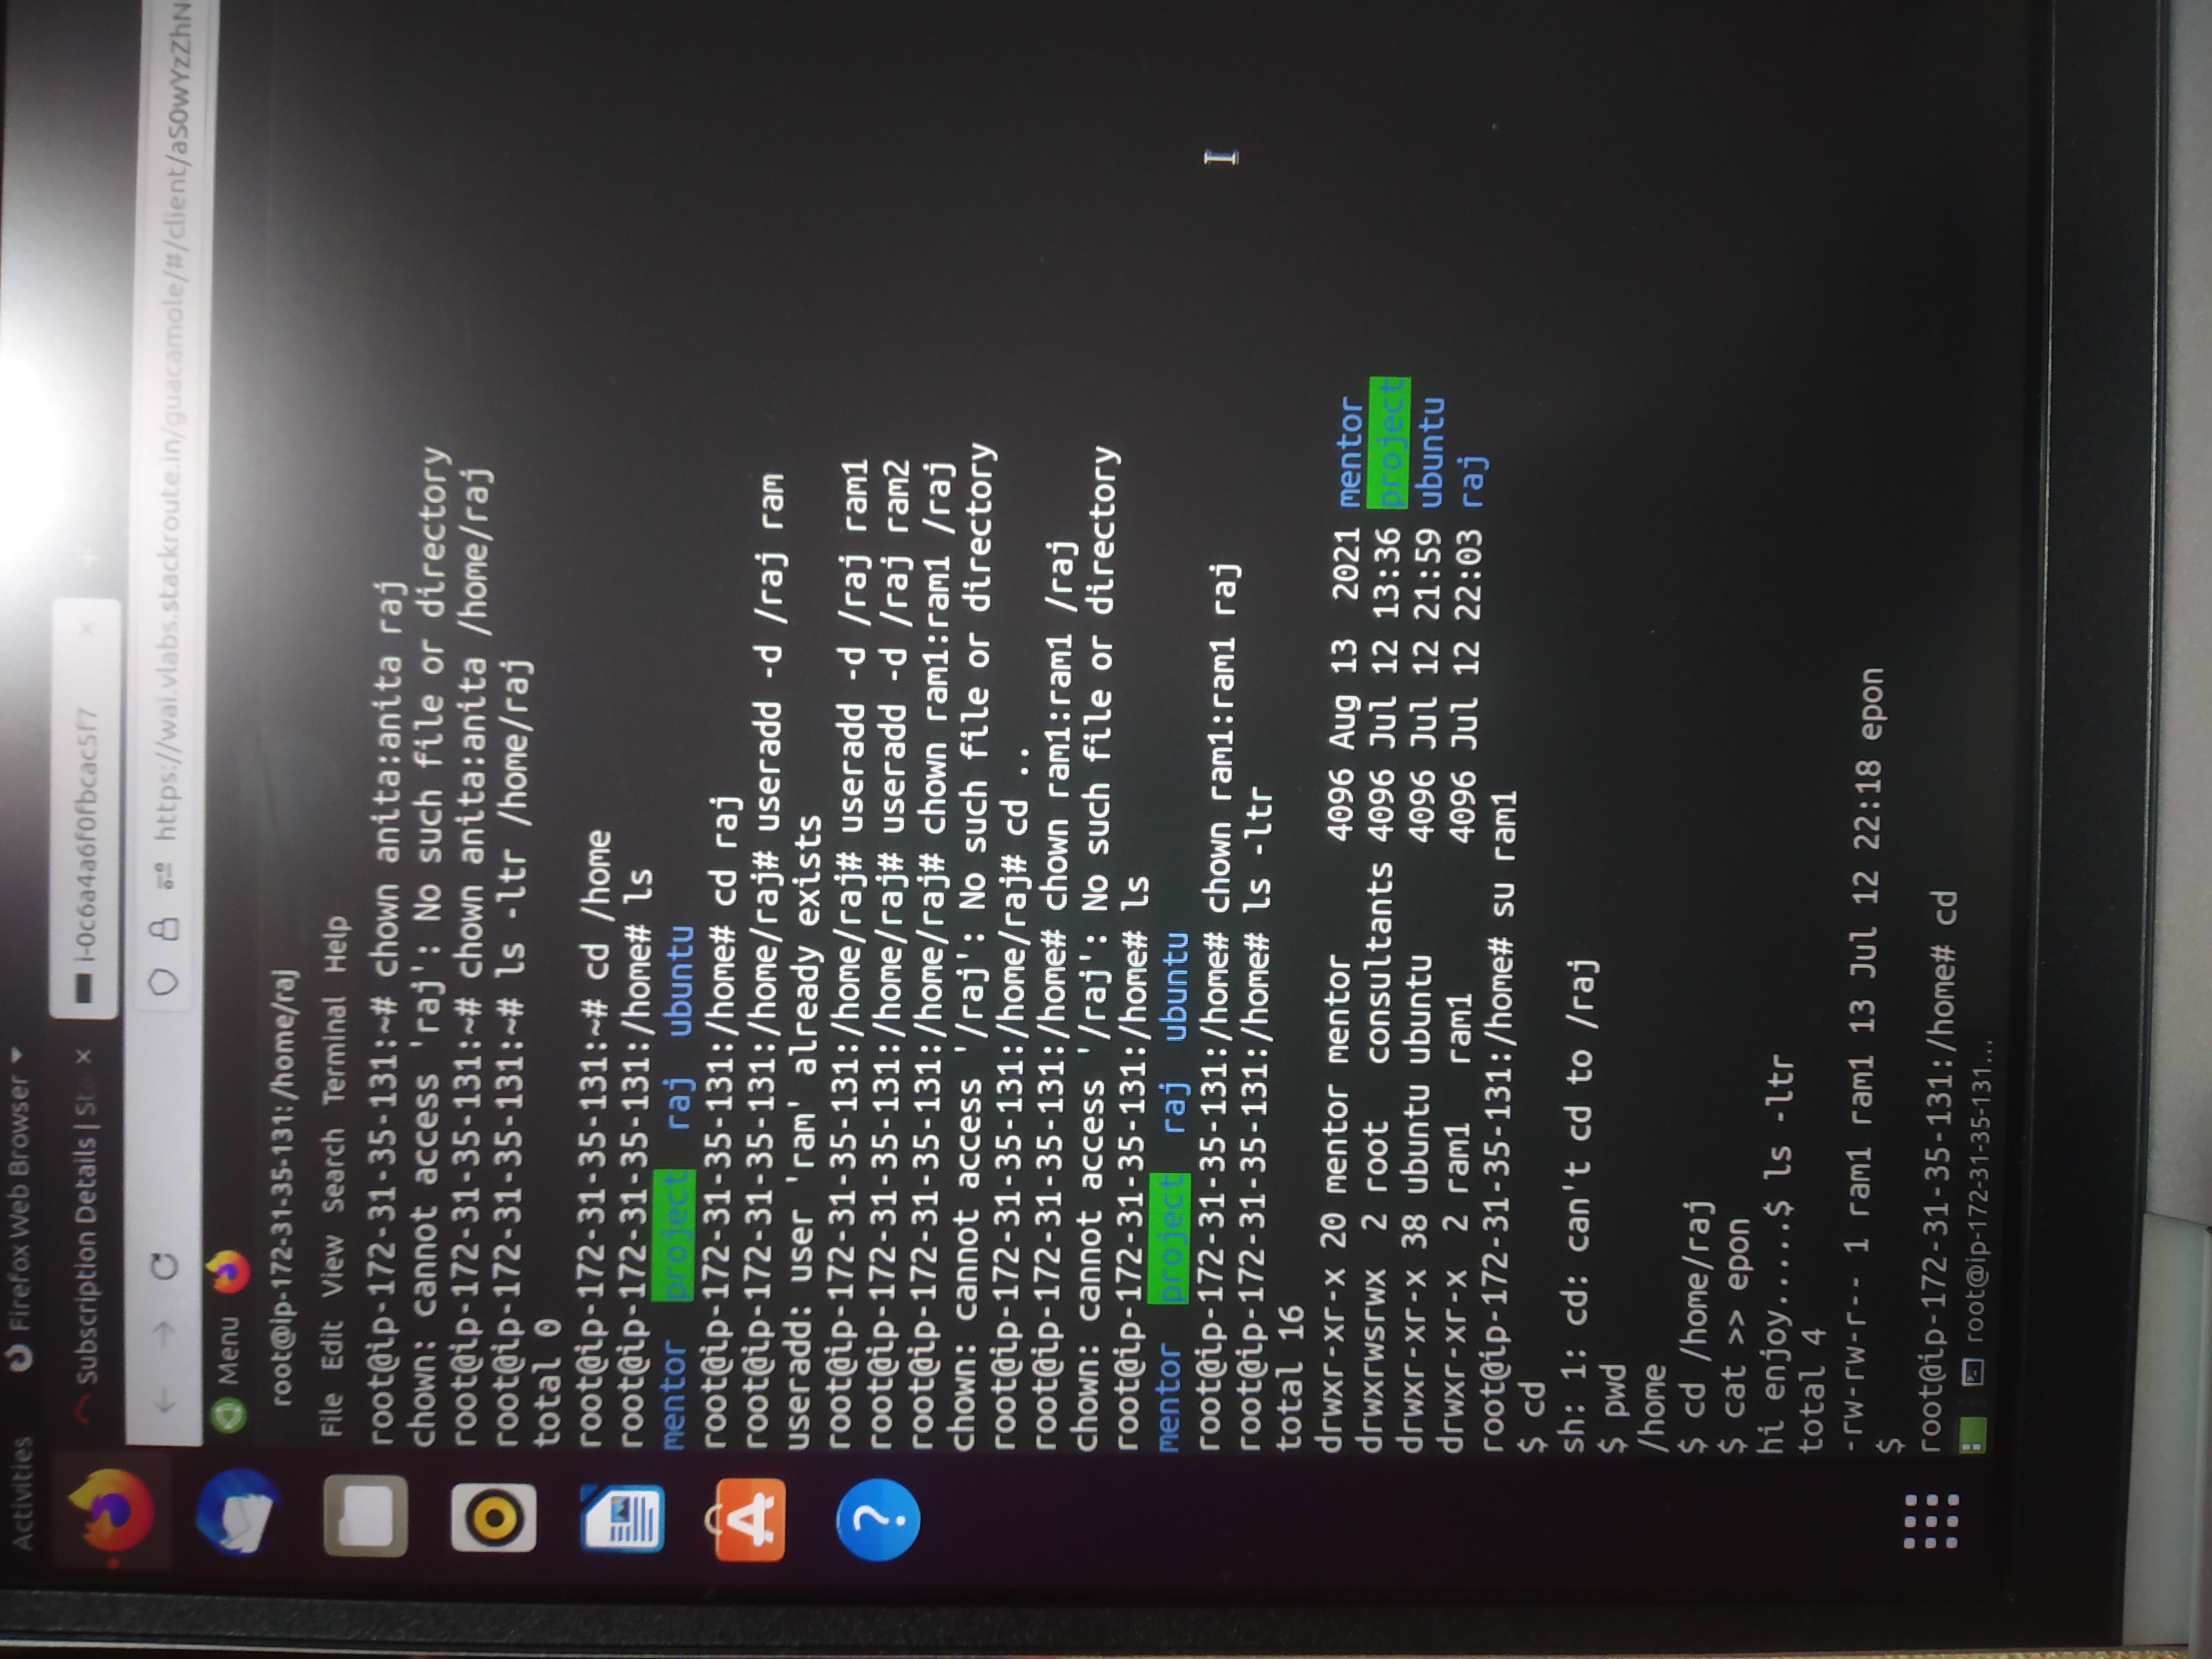 Activities Firefox Web Browser
Subscription Details | Sta × i-0c6a4a6f0fbcac5f7 ×
https://wai.vlabs.stackroute.in/guacamole/#/client/aS0wYzZhN
Menu
root@ip-172-31-35-131: /home/raj
File Edit View Search Terminal Help
root@ip-172-31-35-131:~# chown anita:anita raj
chown: cannot access 'raj': No such file or directory
root@ip-172-31-35-131:~# chown anita:anita /home/raj
root@ip-172-31-35-131:~# ls -ltr /home/raj
total 0
root@ip-172-31-35-131:~# cd /home
root@ip-172-31-35-131:/home# ls
mentor project raj ubuntu
root@ip-172-31-35-131:/home# cd raj
root@ip-172-31-35-131:/home/raj# useradd -d /raj ram
useradd: user 'ram' already exists
root@ip-172-31-35-131:/home/raj# useradd -d /raj ram1
root@ip-172-31-35-131:/home/raj# useradd -d /raj ram2
root@ip-172-31-35-131:/home/raj# chown ram1:ram1 /raj
chown: cannot access '/raj': No such file or directory
root@ip-172-31-35-131:/home/raj# cd ..
root@ip-172-31-35-131:/home# chown ram1:ram1 /raj
chown: cannot access '/raj': No such file or directory
root@ip-172-31-35-131:/home# ls
mentor project raj ubuntu
root@ip-172-31-35-131:/home# chown ram1:ram1 raj
root@ip-172-31-35-131:/home# ls -ltr
total 16
drwxr-xr-x 20 mentor mentor 4096 Aug 13 2021 mentor
drwxrwsrwx 2 root consultants 4096 Jul 12 13:36 project
drwxr-xr-x 38 ubuntu ubuntu 4096 Jul 12 21:59 ubuntu
drwxr-xr-x 2 ram1 ram1 4096 Jul 12 22:03 raj
root@ip-172-31-35-131:/home# su ram1
$ cd
sh: 1: cd: can't cd to /raj
$ pwd
/home
$ cd /home/raj
$ cat >> epon
hi enjoy.....$ ls -ltr
total 4
-rw-rw-r-- 1 ram1 ram1 13 Jul 12 22:18 epon
$
root@ip-172-31-35-131:/home# cd
root@ip-172-31-35-131...